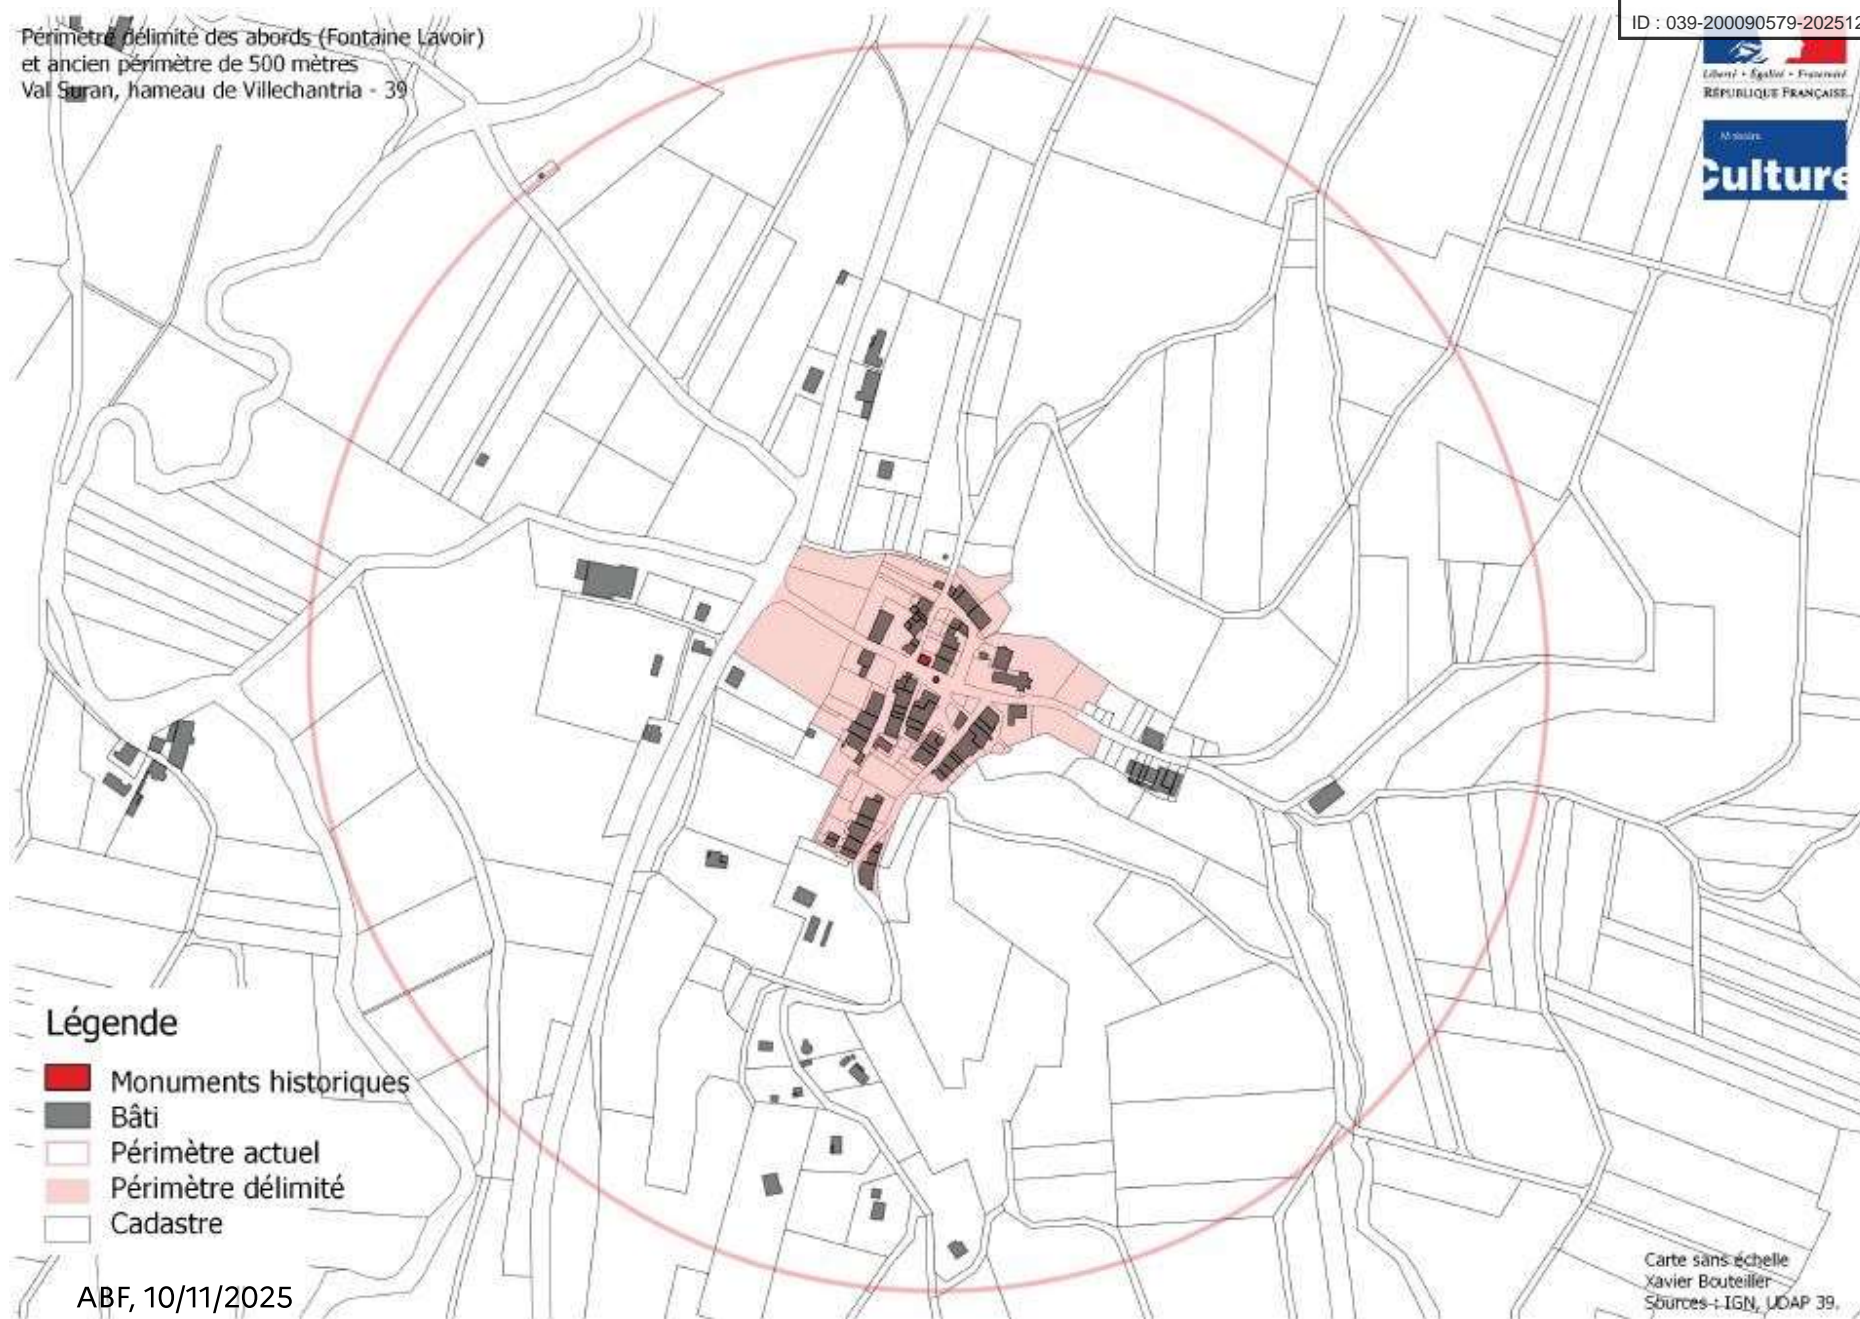 ID : 039-200090579-202512
Périmètre délimité des abords (Fontaine Lavoir)
et ancien périmètre de 500 mètres
Val Suran, hameau de Villechantria - 39
Liberté • Égalité • Fraternité
RÉPUBLIQUE FRANÇAISE
Culture
Légende
Monuments historiques
Bâti
Périmètre actuel
Périmètre délimité
Cadastre
ABF, 10/11/2025
Carte sans échelle
Xavier Bouteiller
Sources : IGN, UDAP 39.